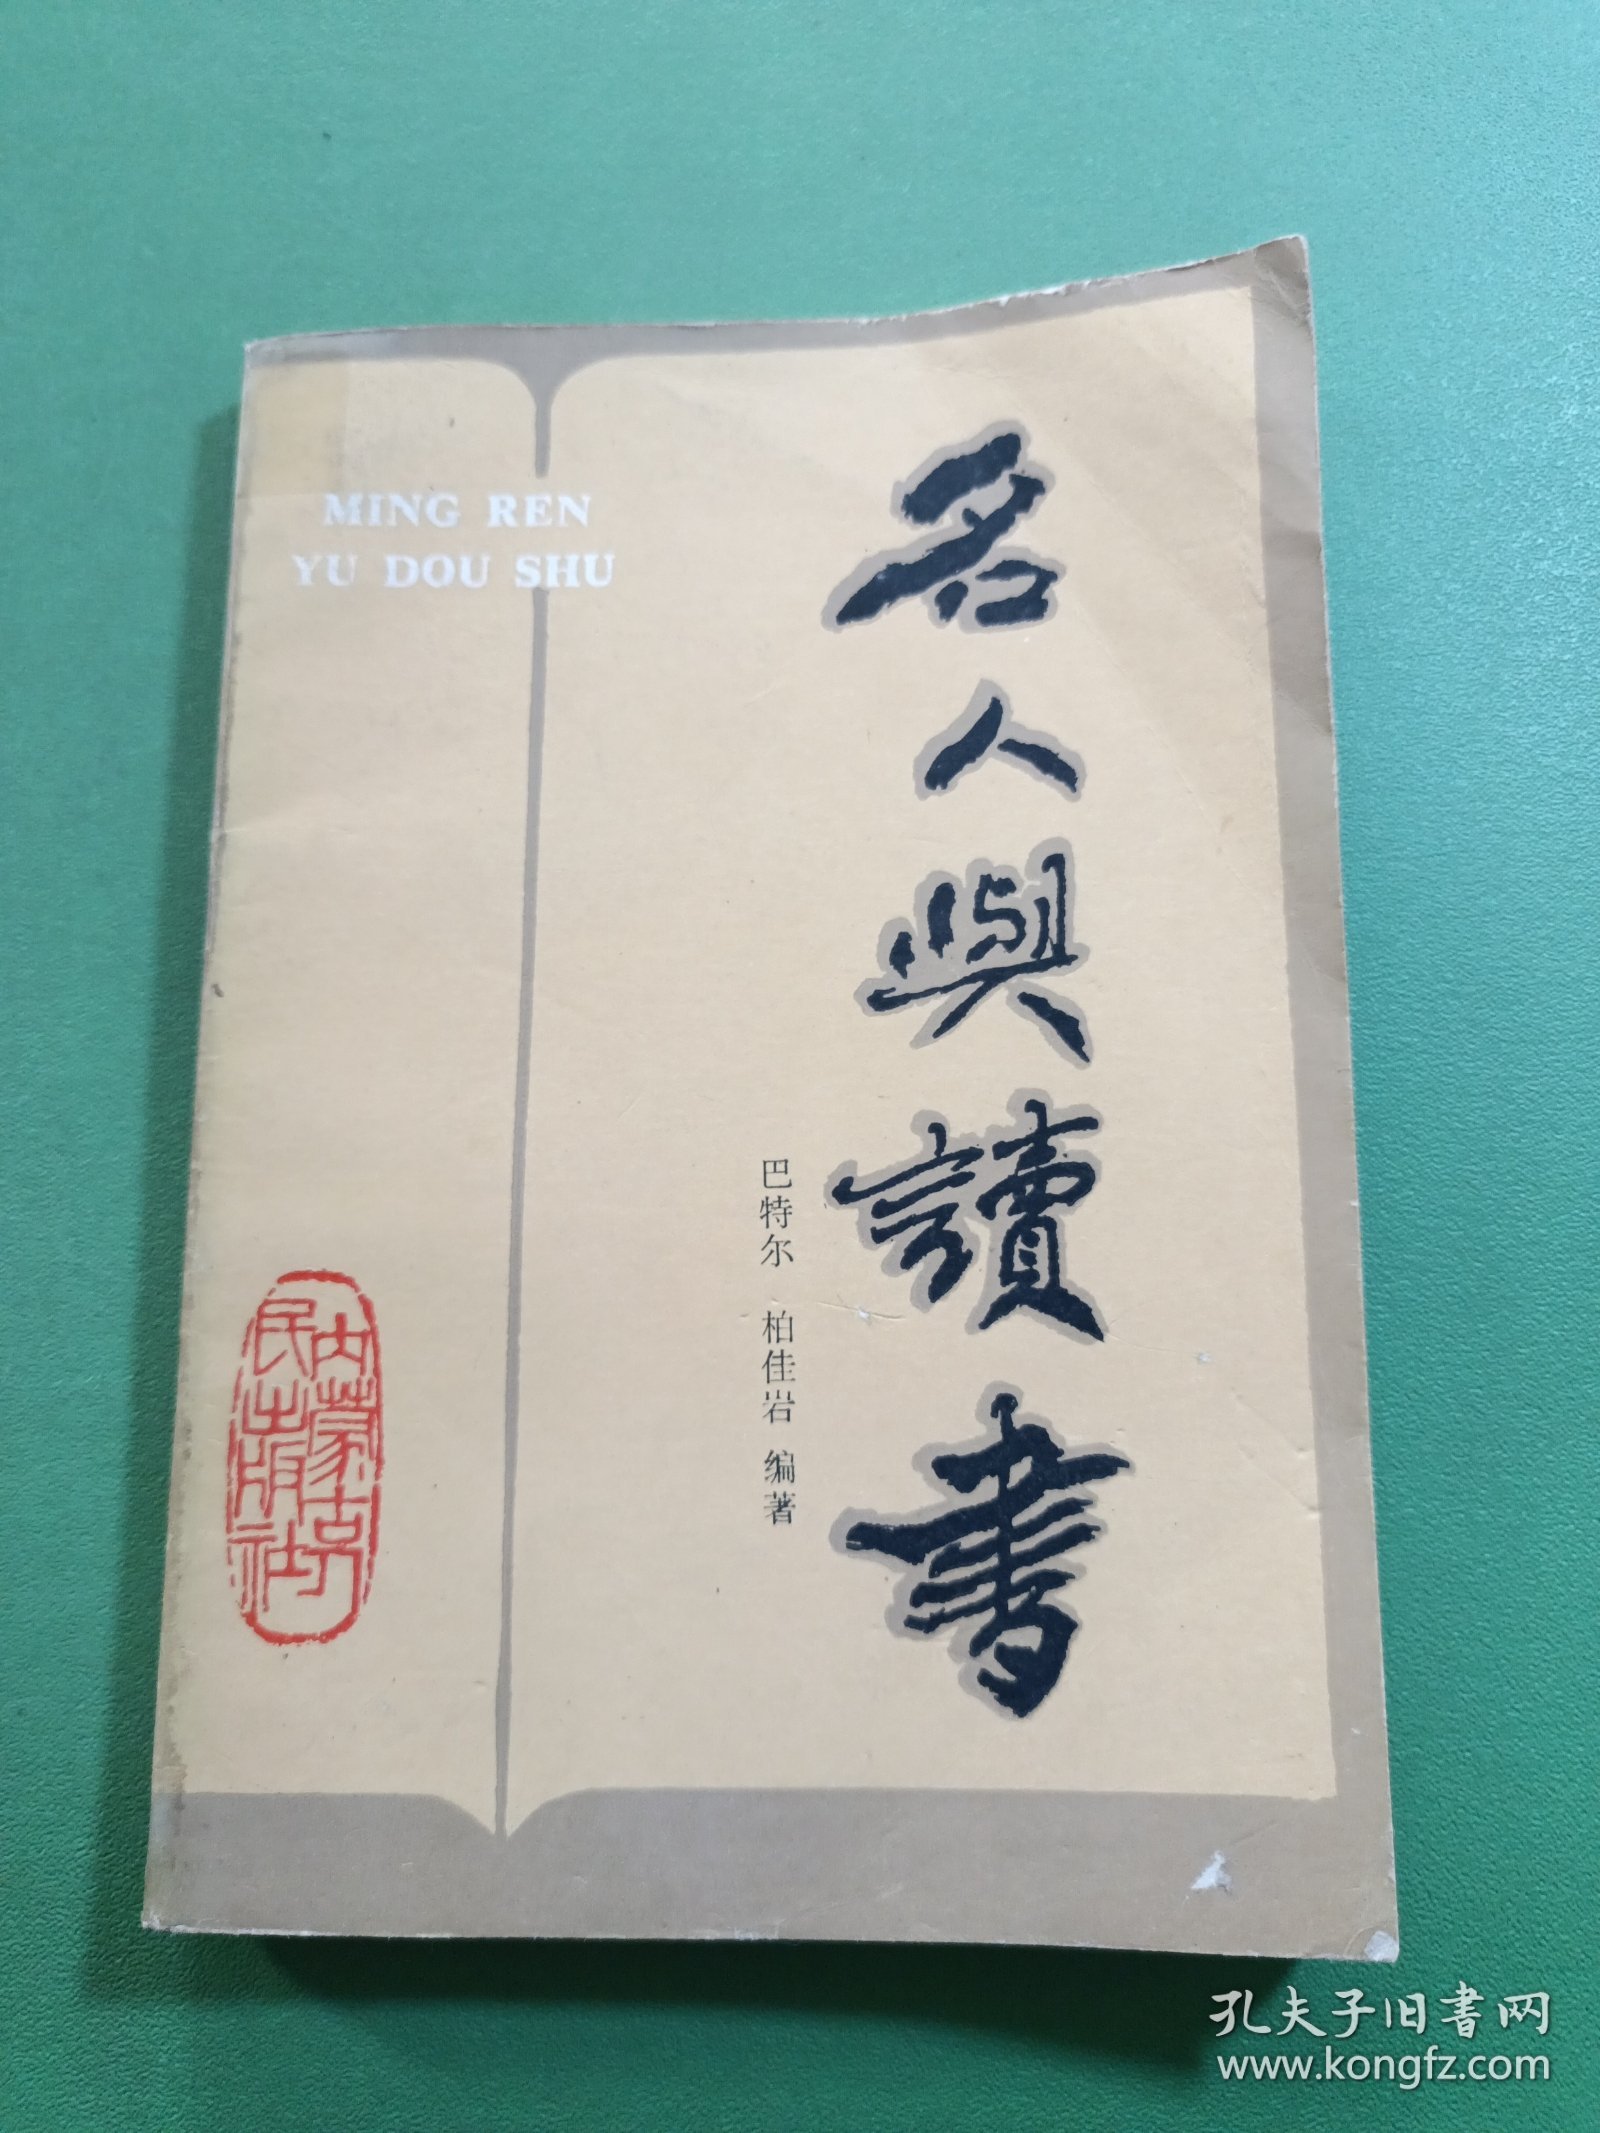 MING REN
YU DOU SHU
名人與讀書
巴特尔 柏佳岩 编著
内蒙古
人民出版社
孔夫子旧书网
www.kongfz.com